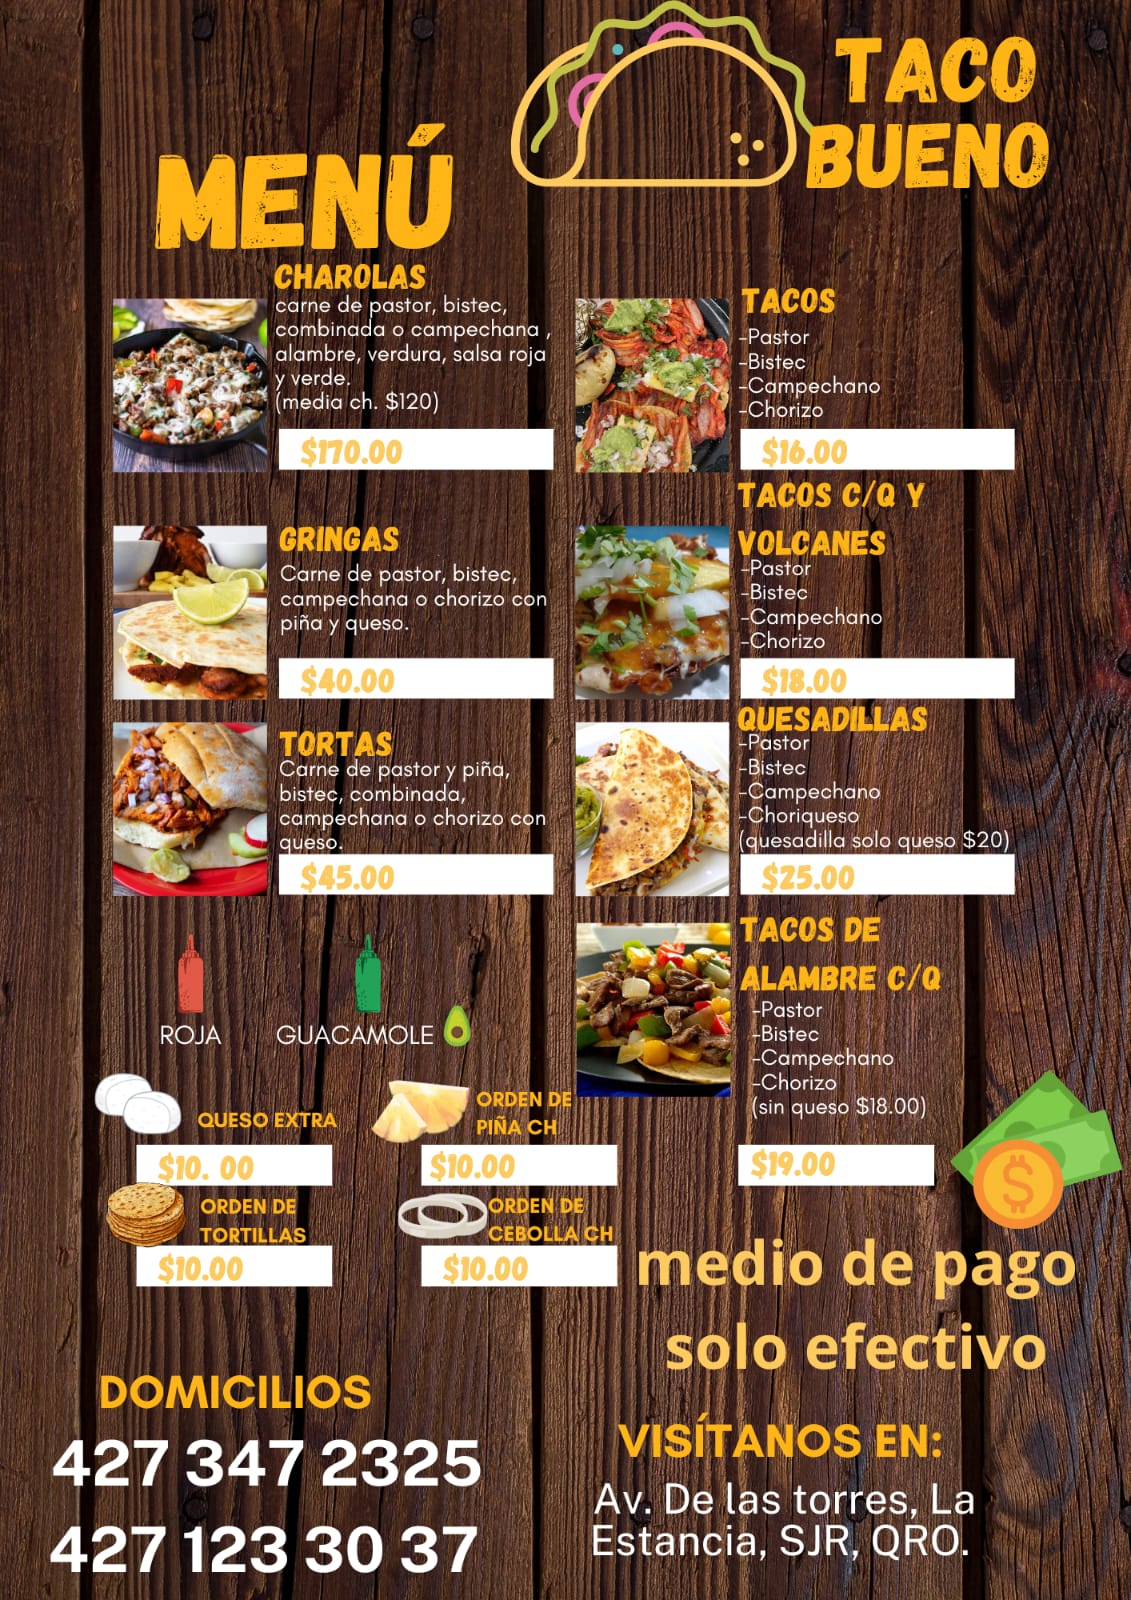 TACO
BUENO
MENÚ
CHAROLAS
carne de pastor, bistec,
combinada o campechana ,
alambre, verdura, salsa roja
y verde.
(media ch. $120)
$170.00
GRINGAS
Carne de pastor, bistec,
campechana o chorizo con
piña y queso.
$40.00
TORTAS
Carne de pastor y piña,
bistec, combinada,
campechana o chorizo con
queso.
$45.00
TACOS
-Pastor
-Bistec
-Campechano
-Chorizo
$16.00
TACOS C/Q Y
VOLCANES
-Pastor
-Bistec
-Campechano
-Chorizo
$18.00
QUESADILLAS
-Pastor
-Bistec
-Campechano
-Choriqueso
(quesadilla solo queso $20)
$25.00
TACOS DE
ALAMBRE C/Q
-Pastor
-Bistec
-Campechano
-Chorizo
(sin queso $18.00)
$19.00
ROJA
GUACAMOLE
QUESO EXTRA
$10. 00
ORDEN DE
PIÑA CH
$10.00
ORDEN DE
TORTILLAS
$10.00
ORDEN DE
CEBOLLA CH
$10.00
medio de pago
solo efectivo
DOMICILIOS
427 347 2325
427 123 30 37
VISÍTANOS EN:
Av. De las torres, La
Estancia, SJR, QRO.